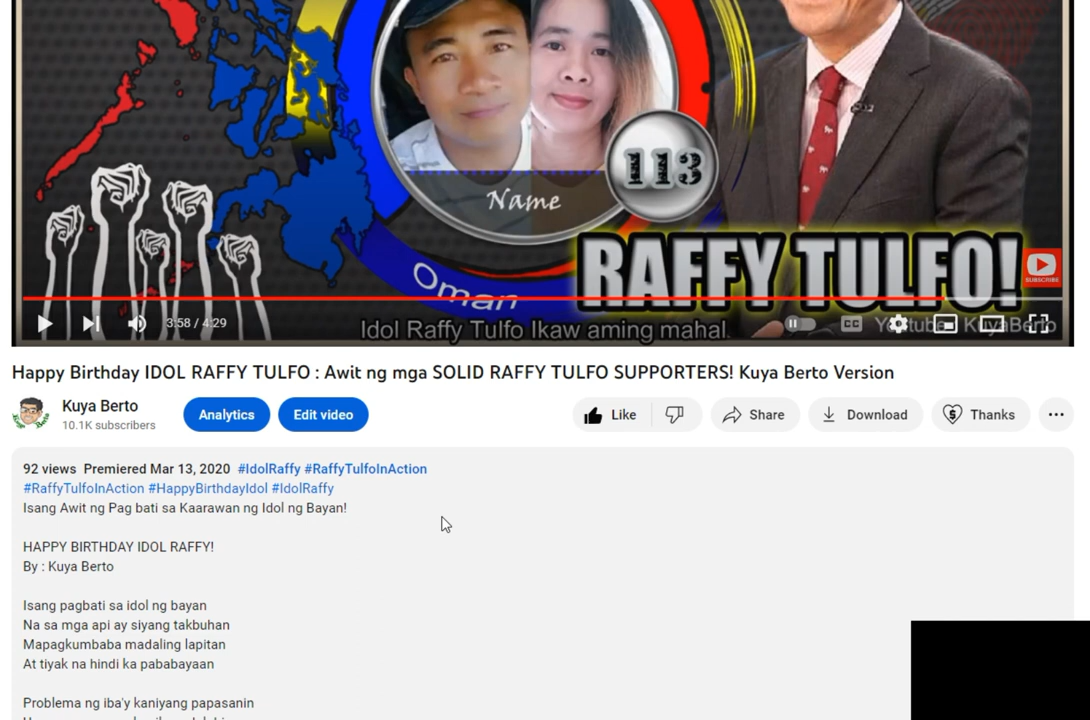 113
Name
RAFFY TULFO!
SUBSCRIBE
Oman
3:58 / 4:29
CC
Idol Raffy Tulfo Ikaw aming mahal.
Happy Birthday IDOL RAFFY TULFO : Awit ng mga SOLID RAFFY TULFO SUPPORTERS! Kuya Berto Version
Kuya Berto
10.1K subscribers
Analytics
Edit video
Like
Share
Download
Thanks
92 views Premiered Mar 13, 2020 #IdolRaffy #RaffyTulfoInAction
#RaffyTulfoInAction #HappyBirthdayIdol #IdolRaffy
Isang Awit ng Pag bati sa Kaarawan ng Idol ng Bayan!
HAPPY BIRTHDAY IDOL RAFFY!
By : Kuya Berto
Isang pagbati sa idol ng bayan
Na sa mga api ay siyang takbuhan
Mapagkumbaba madaling lapitan
At tiyak na hindi ka pababayaan
Problema ng iba'y kaniyang papasanin